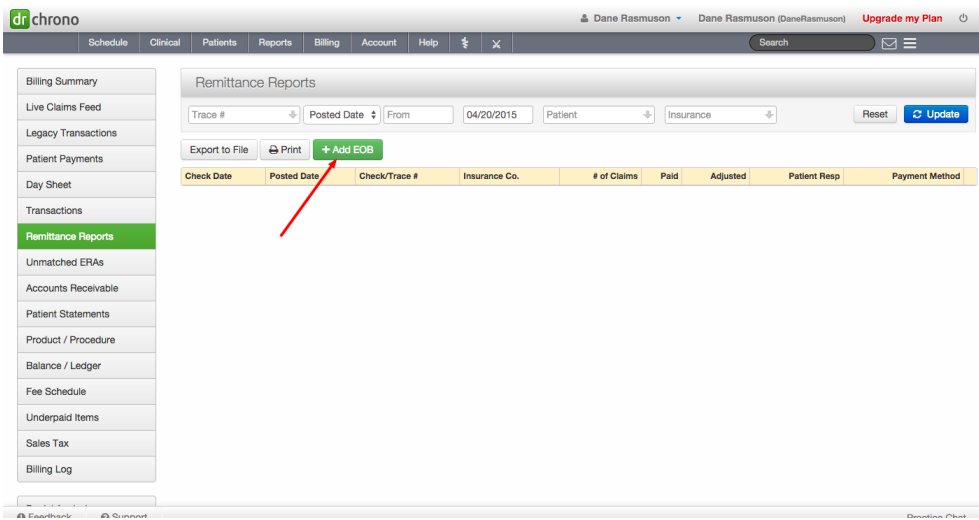 dr chrono
Dane Rasmuson
Dane Rasmuson (DaneRasmuson)
Upgrade my Plan
Schedule Clinical Patients Reports Billing Account Help
Search
Billing Summary
Live Claims Feed
Legacy Transactions
Patient Payments
Day Sheet
Transactions
Remittance Reports
Unmatched ERAs
Accounts Receivable
Patient Statements
Product / Procedure
Balance / Ledger
Fee Schedule
Underpaid Items
Sales Tax
Billing Log
Remittance Reports
Trace # Posted Date From 04/20/2015 Patient Insurance Reset Update
Export to File Print + Add EOB
Check Date Posted Date Check/Trace # Insurance Co. # of Claims Paid Adjusted Patient Resp Payment Method
Feedback Support Practice Chat